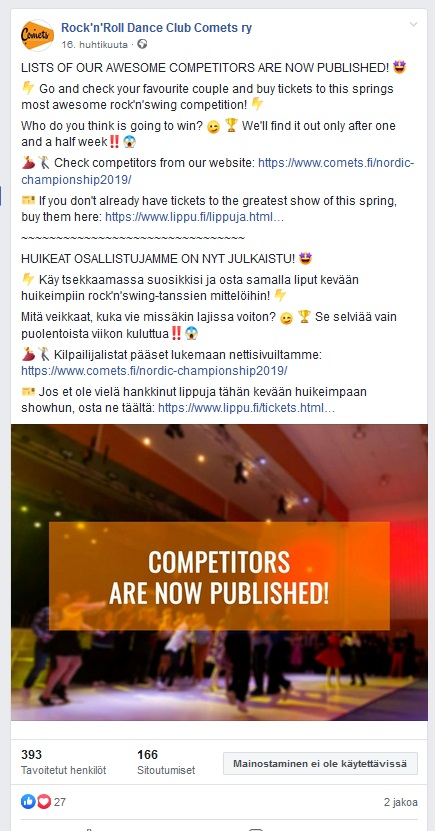 Comets
Rock'n'Roll Dance Club Comets ry
16. huhtikuuta ·
LISTS OF OUR AWESOME COMPETITORS ARE NOW PUBLISHED! 🤩
⚡ Go and check your favourite couple and buy tickets to this springs
most awesome rock'n'swing competition! ⚡
Who do you think is going to win? 😉 🏆 We'll find it out only after one
and a half week‼️😱
💃🕺 Check competitors from our website: https://www.comets.fi/nordic-
championship2019/
🎫 If you don't already have tickets to the greatest show of this spring,
buy them here: https://www.lippu.fi/lippuja.html…
~~~~~~~~~~~~~~~~~~~~~~~~~~~~~~~~
HUIKEAT OSALLISTUJAMME ON NYT JULKAISTU! 🤩
⚡ Käy tsekkaamassa suosikkisi ja osta samalla liput kevään
huikeimpiin rock'n'swing-tanssien mittelöihin! ⚡
Mitä veikkaat, kuka vie missäkin lajissa voiton? 😉 🏆 Se selviää vain
puolentoista viikon kuluttua‼️😱
💃🕺 Kilpailijalistat pääset lukemaan nettisivuiltamme:
https://www.comets.fi/nordic-championship2019/
🎫 Jos et ole vielä hankkinut lippuja tähän kevään huikeimpaan
showhun, osta ne täältä: https://www.lippu.fi/tickets.html…
COMPETITORS
ARE NOW PUBLISHED!
393 166
Tavoitetut henkilöt Sitoutumiset Mainostaminen ei ole käytettävissä
27 2 jakoa